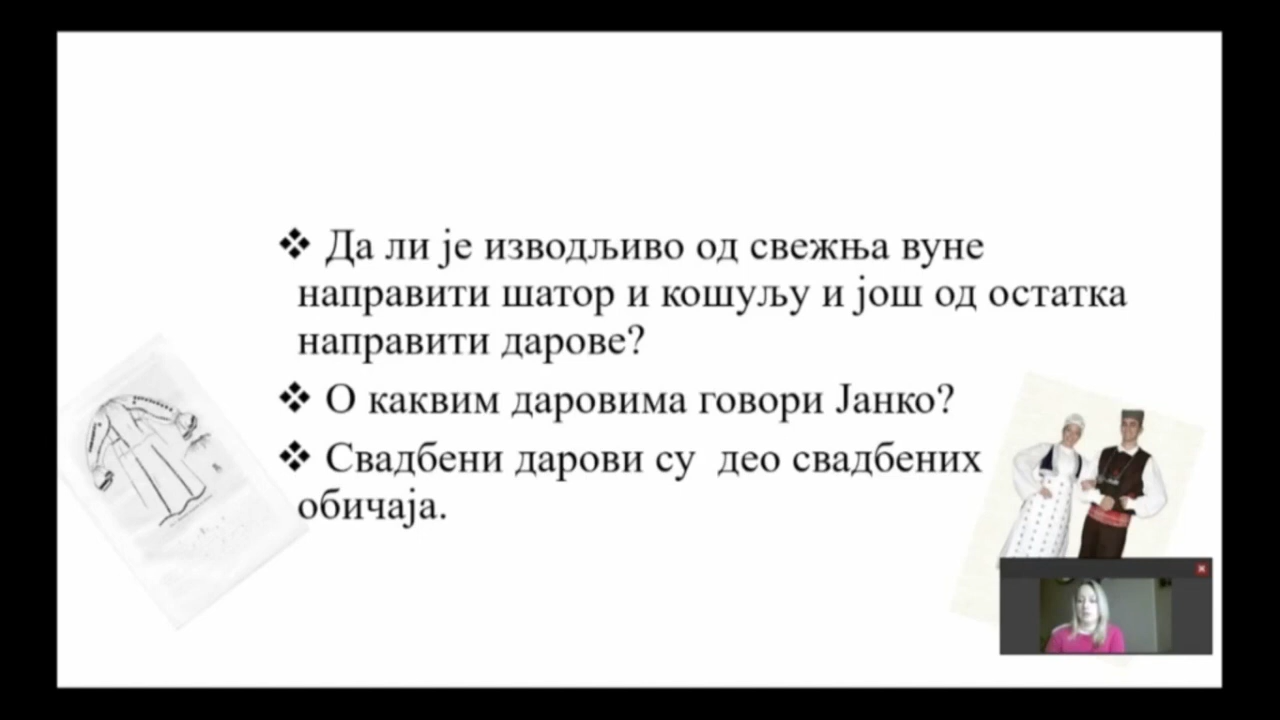 ❖ Да ли је изводљиво од свежња вуне
направити шатор и кошуљу и још од остатка
направити дарове?
❖ О каквим даровима говори Јанко?
❖ Свадбени дарови су део свадбених
обичаја.